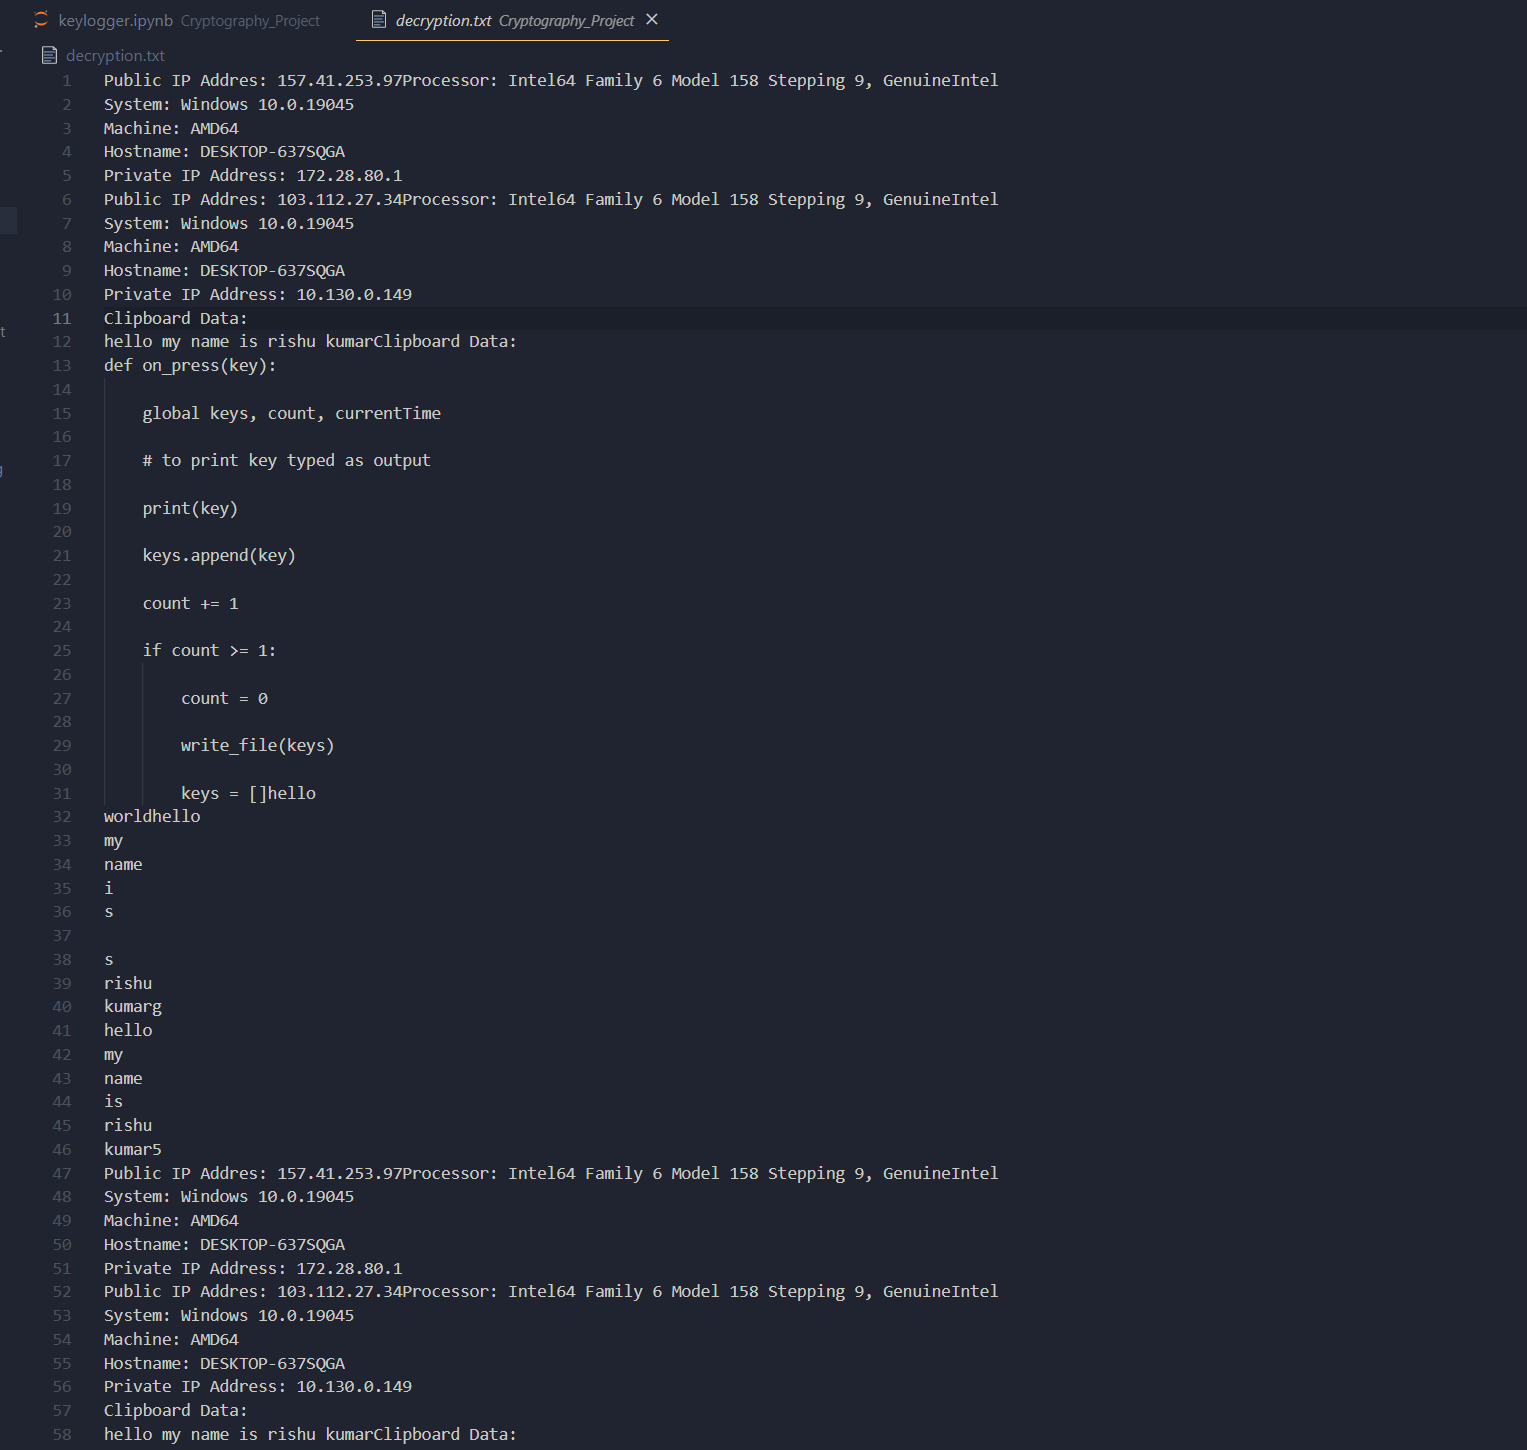 keylogger.ipynb Cryptography_Project decryption.txt Cryptography_Project
decryption.txt
1 Public IP Addres: 157.41.253.97Processor: Intel64 Family 6 Model 158 Stepping 9, GenuineIntel
2 System: Windows 10.0.19045
3 Machine: AMD64
4 Hostname: DESKTOP-637SQGA
5 Private IP Address: 172.28.80.1
6 Public IP Addres: 103.112.27.34Processor: Intel64 Family 6 Model 158 Stepping 9, GenuineIntel
7 System: Windows 10.0.19045
8 Machine: AMD64
9 Hostname: DESKTOP-637SQGA
10 Private IP Address: 10.130.0.149
11 Clipboard Data:
12 hello my name is rishu kumarClipboard Data:
13 def on_press(key):
14
15 global keys, count, currentTime
16
17 # to print key typed as output
18
19 print(key)
20
21 keys.append(key)
22
23 count += 1
24
25 if count >= 1:
26
27 count = 0
28
29 write_file(keys)
30
31 keys = []hello
32 worldhello
33 my
34 name
35 i
36 s
37
38 s
39 rishu
40 kumarg
41 hello
42 my
43 name
44 is
45 rishu
46 kumar5
47 Public IP Addres: 157.41.253.97Processor: Intel64 Family 6 Model 158 Stepping 9, GenuineIntel
48 System: Windows 10.0.19045
49 Machine: AMD64
50 Hostname: DESKTOP-637SQGA
51 Private IP Address: 172.28.80.1
52 Public IP Addres: 103.112.27.34Processor: Intel64 Family 6 Model 158 Stepping 9, GenuineIntel
53 System: Windows 10.0.19045
54 Machine: AMD64
55 Hostname: DESKTOP-637SQGA
56 Private IP Address: 10.130.0.149
57 Clipboard Data:
58 hello my name is rishu kumarClipboard Data: